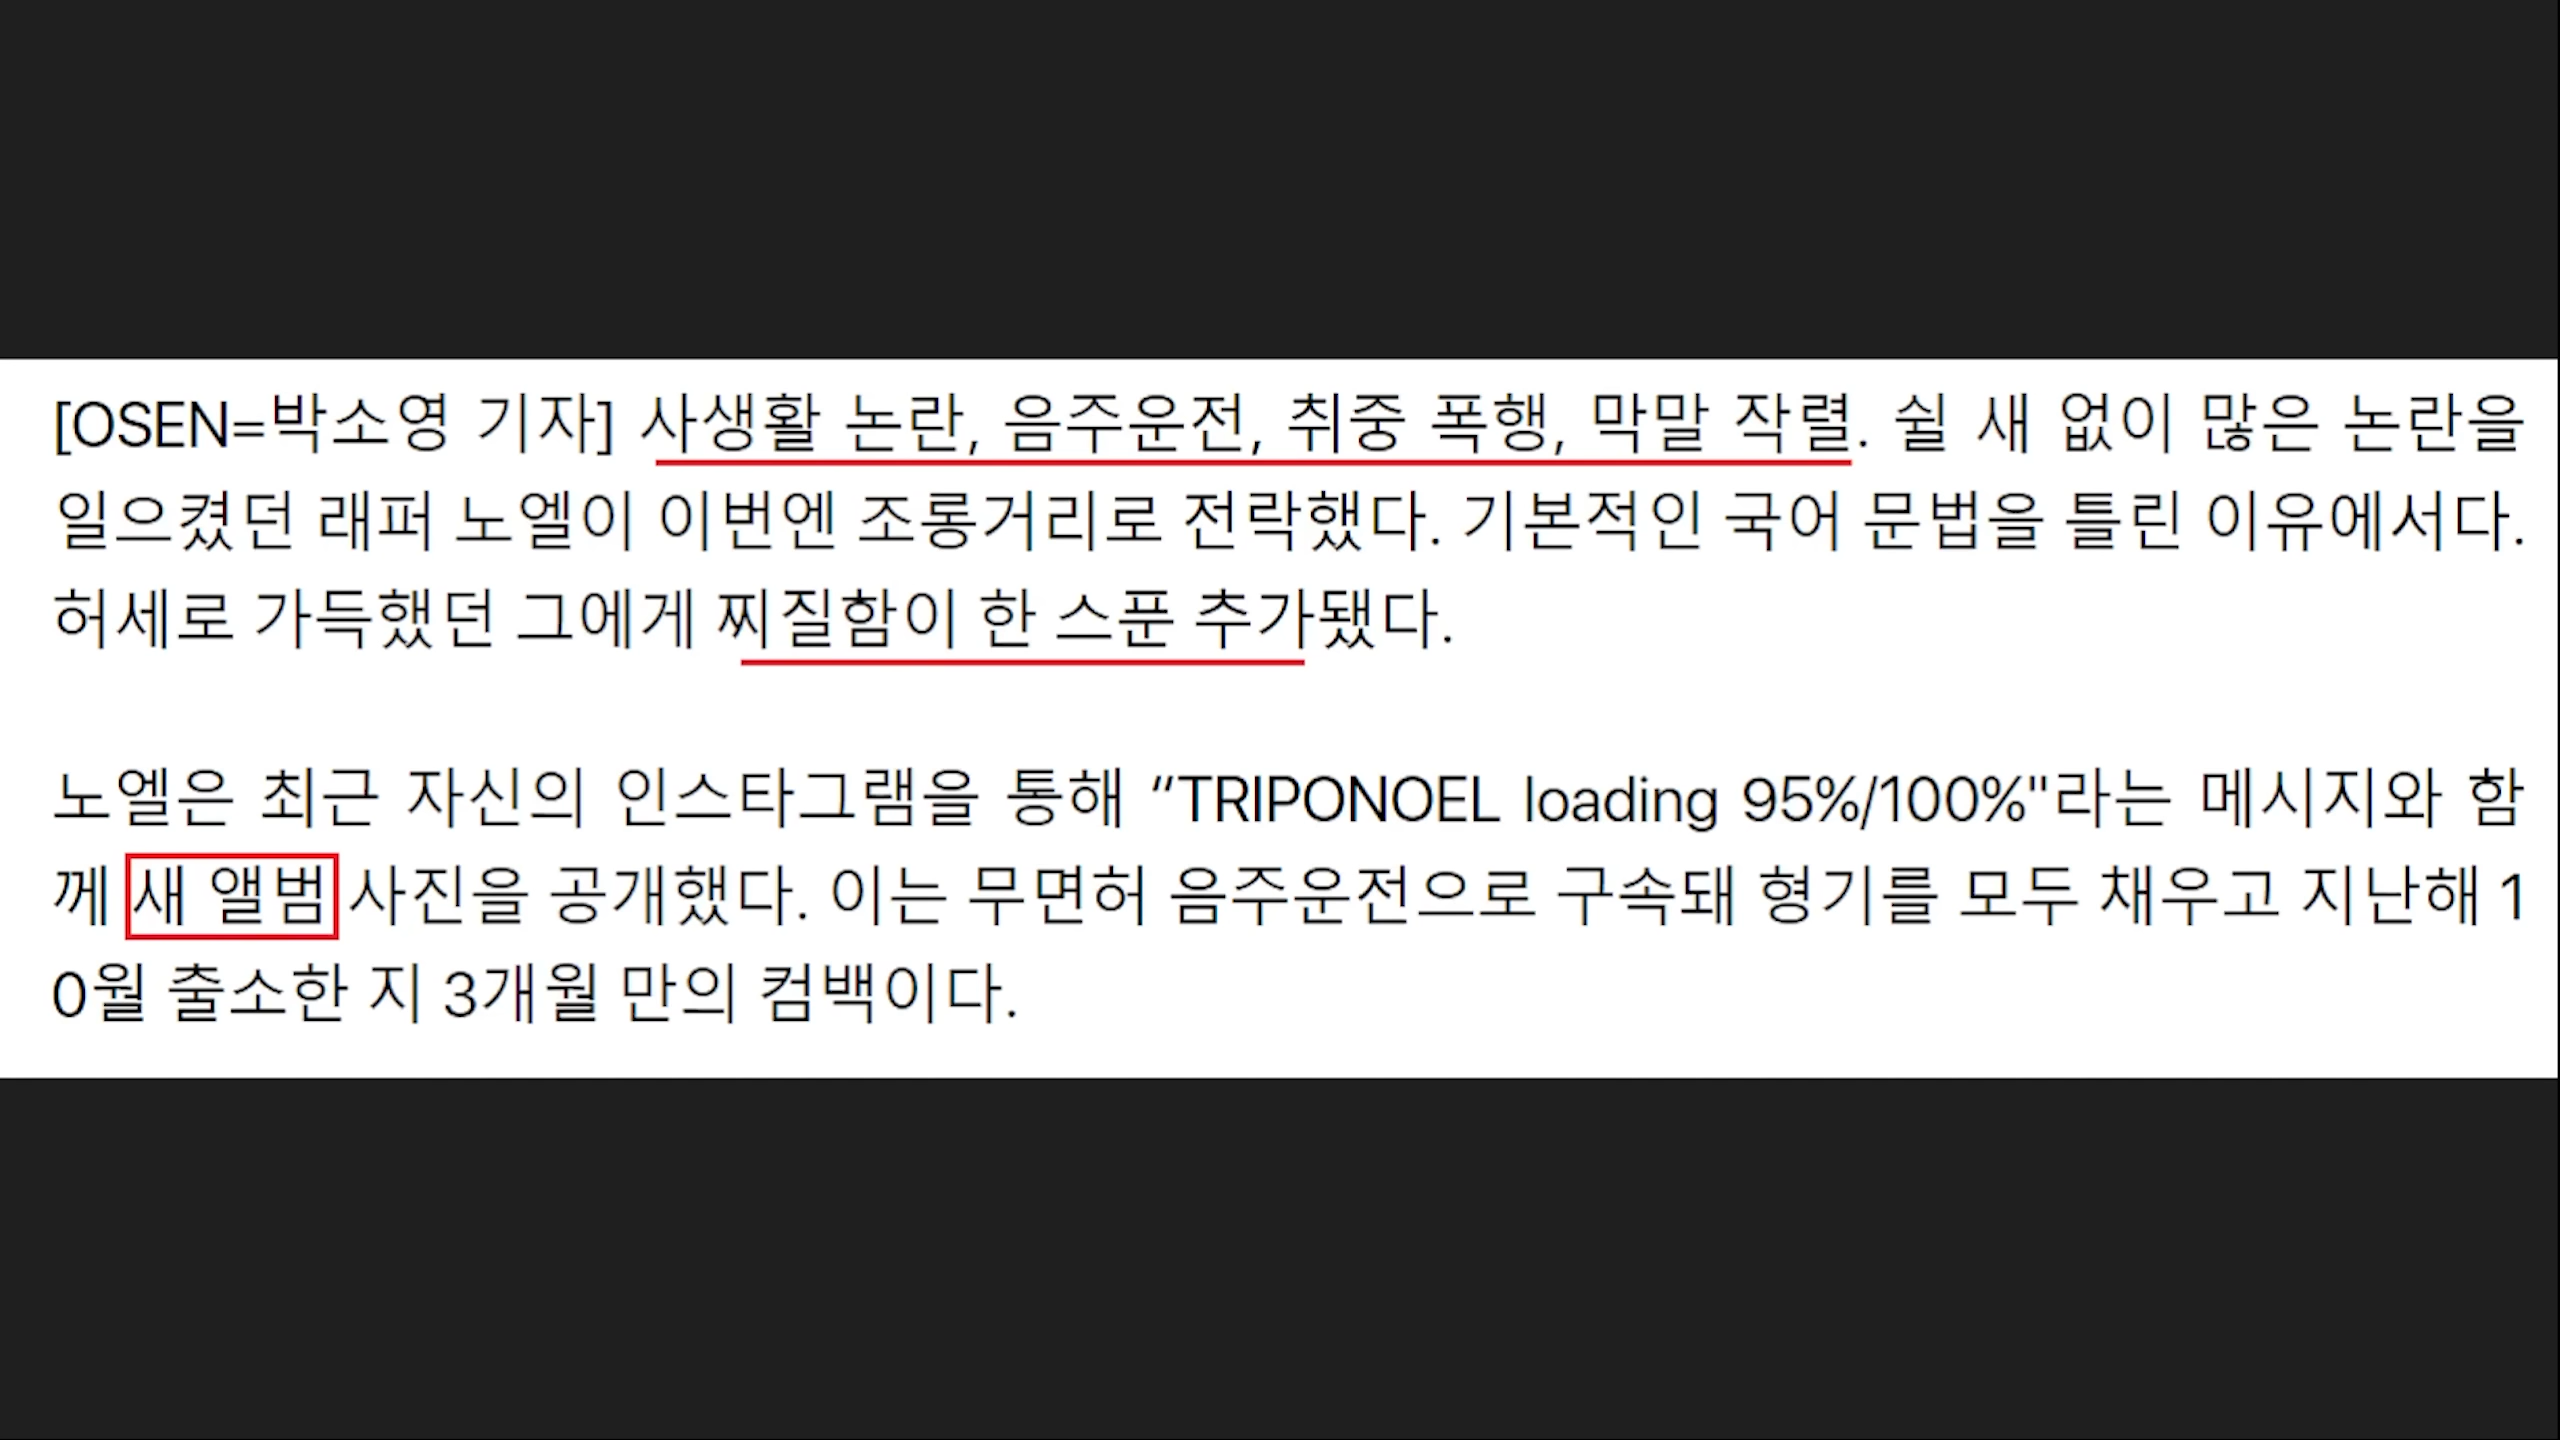 [OSEN=박소영 기자] 사생활 논란, 음주운전, 취중 폭행, 막말 작렬. 쉴 새 없이 많은 논란을
일으켰던 래퍼 노엘이 이번엔 조롱거리로 전락했다. 기본적인 국어 문법을 틀린 이유에서다.
허세로 가득했던 그에게 찌질함이 한 스푼 추가됐다.
노엘은 최근 자신의 인스타그램을 통해 “TRIPONOEL loading 95%/100%"라는 메시지와 함
께 새 앨범 사진을 공개했다. 이는 무면허 음주운전으로 구속돼 형기를 모두 채우고 지난해 1
0월 출소한 지 3개월 만의 컴백이다.